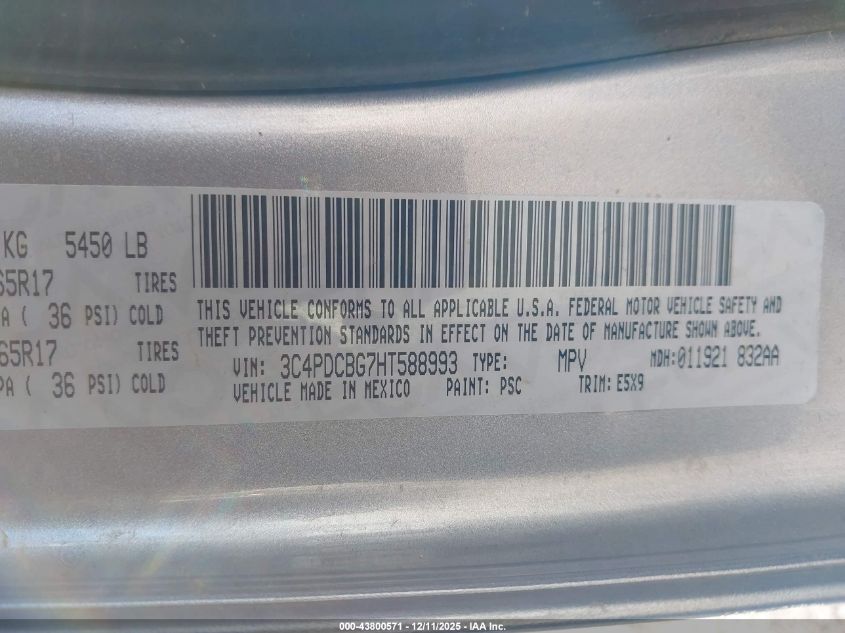 KG 5450 LB
65R17 TIRES
PA ( 36 PSI) COLD
65R17 TIRES
PA ( 36 PSI) COLD
THIS VEHICLE CONFORMS TO ALL APPLICABLE U.S.A. FEDERAL MOTOR VEHICLE SAFETY AND
THEFT PREVENTION STANDARDS IN EFFECT ON THE DATE OF MANUFACTURE SHOWN ABOVE.
VIN: 3C4PDCBG7HT588993 TYPE: MPV MDH:011921 832AA
VEHICLE MADE IN MEXICO PAINT: PSC TRIM: E5X9
000-43800571 - 12/11/2025 - IAA Inc.